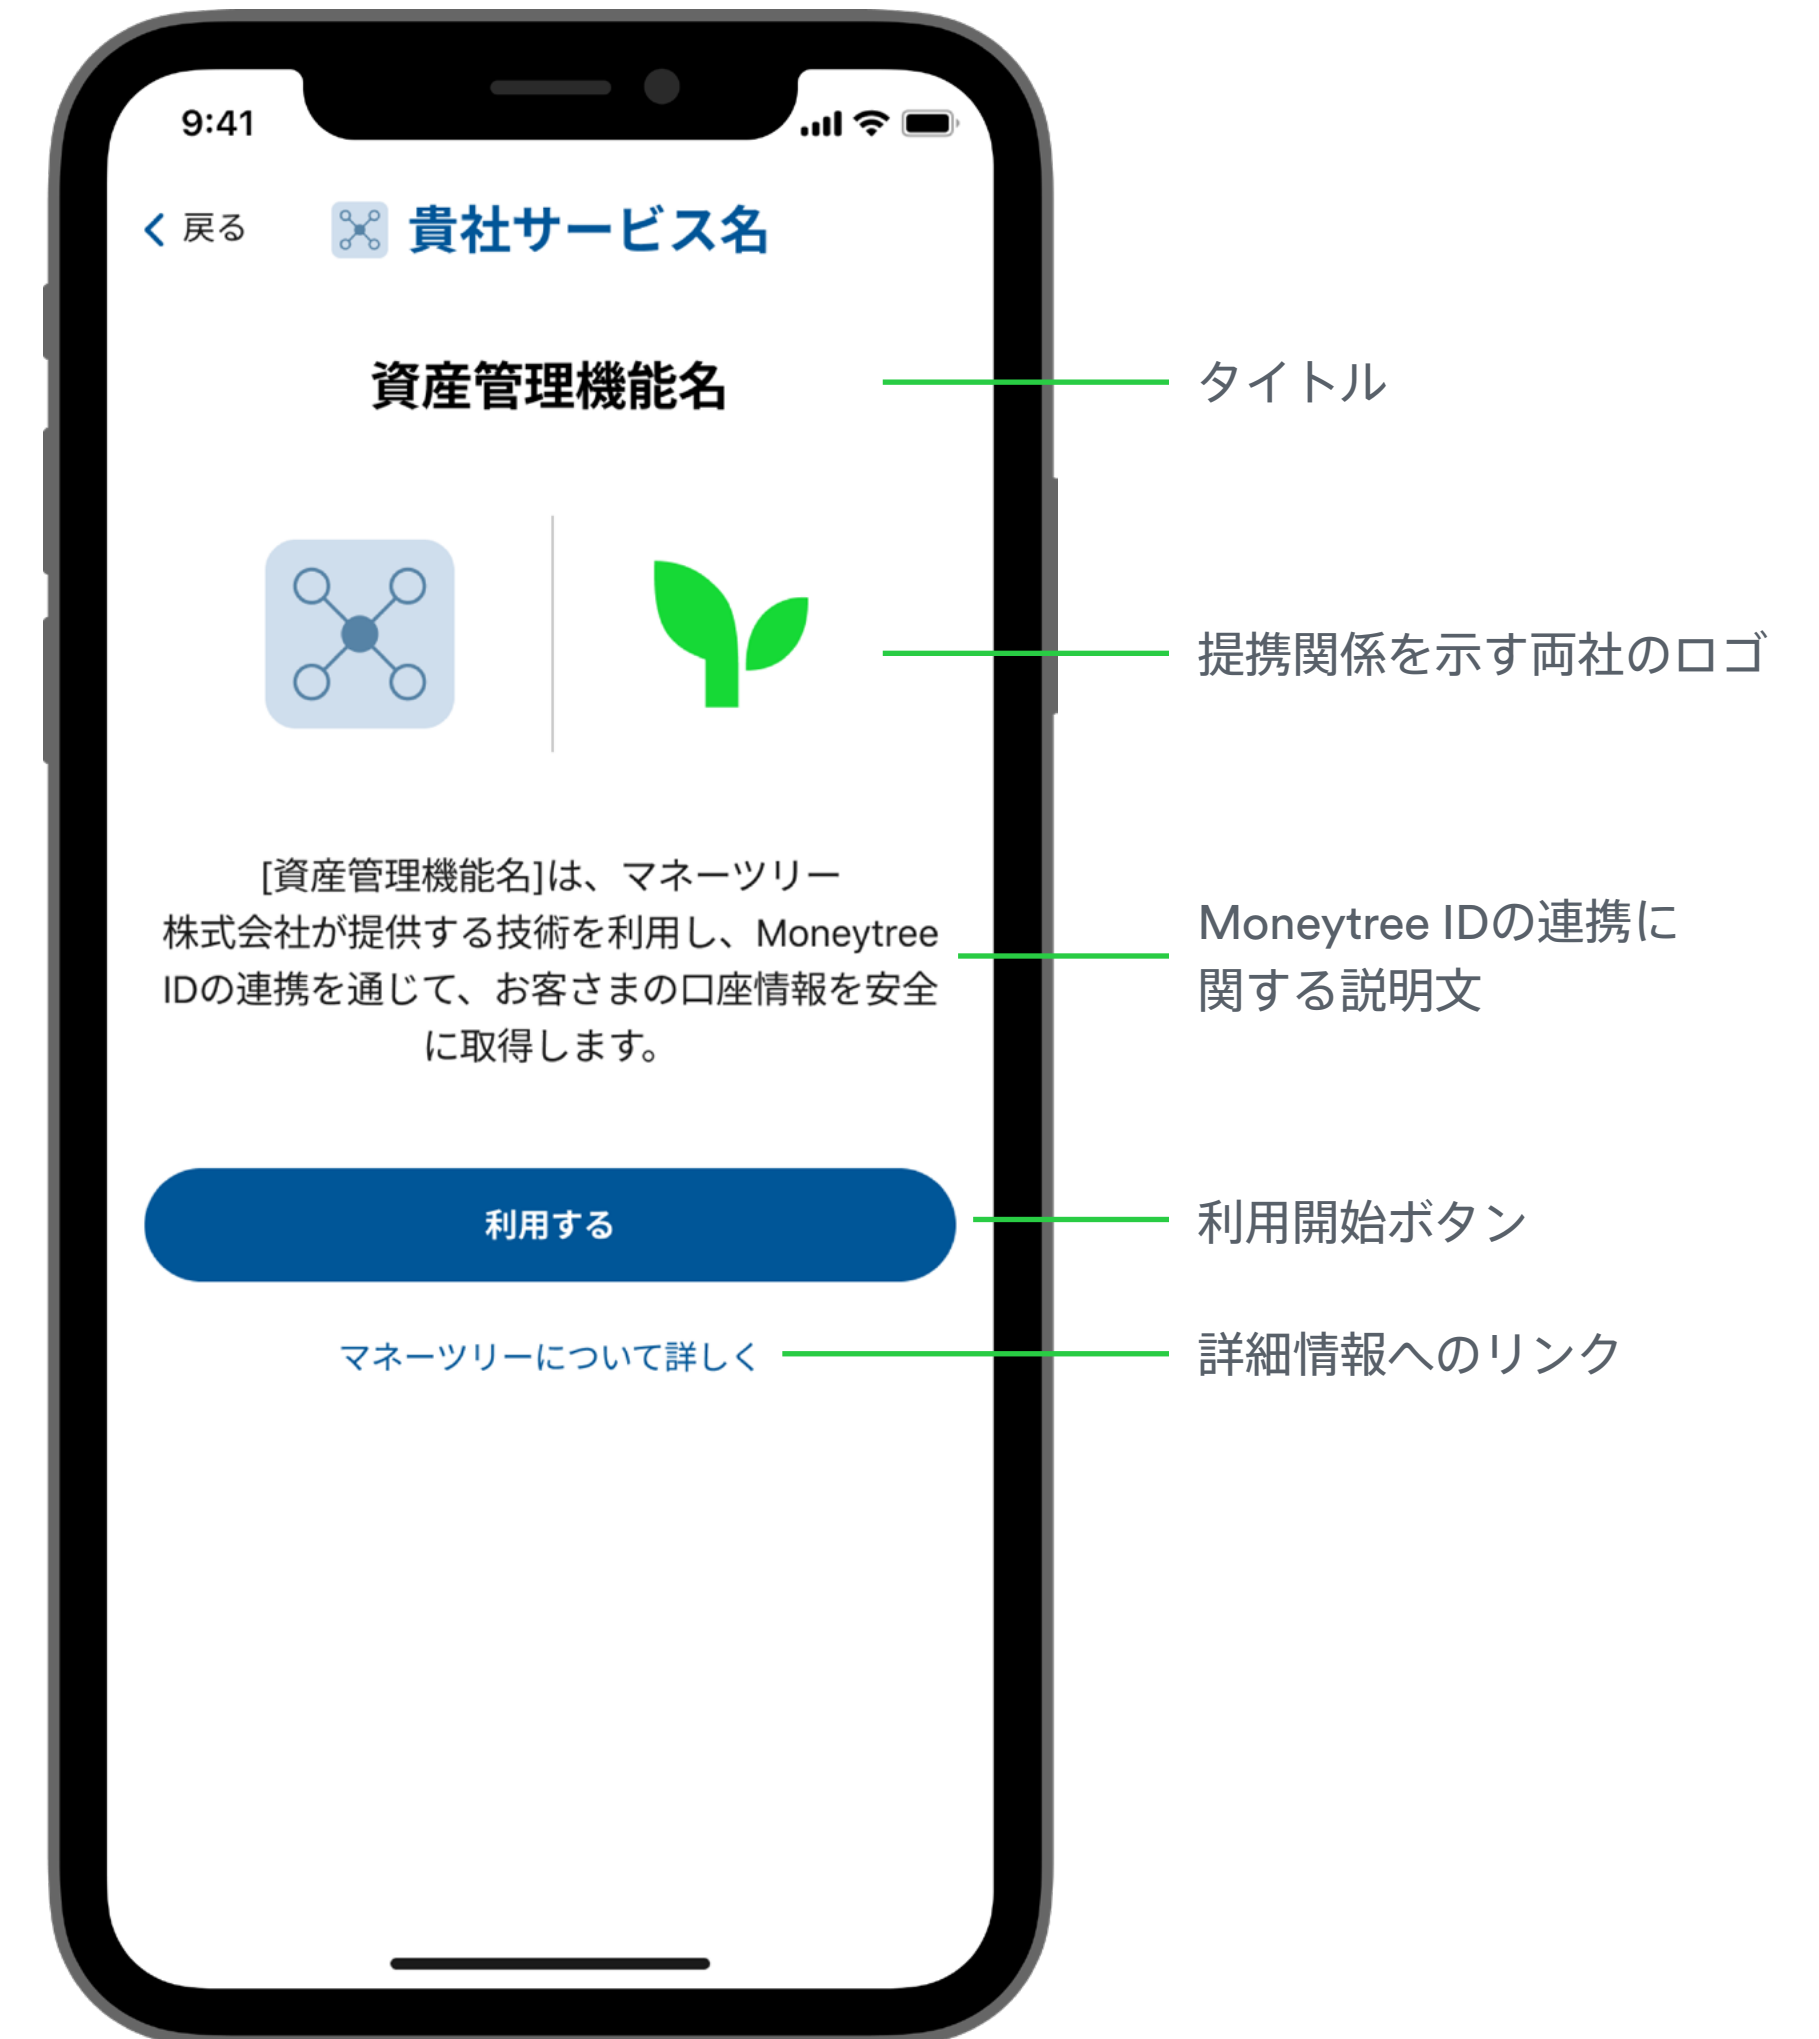 9:41
戻る
貴社サービス名
資産管理機能名
タイトル
提携関係を示す両社のロゴ
[資産管理機能名]は、マネーツリー
株式会社が提供する技術を利用し、Moneytree
IDの連携を通じて、お客さまの口座情報を安全
に取得します。
Moneytree IDの連携に
関する説明文
利用する
利用開始ボタン
マネーツリーについて詳しく
詳細情報へのリンク